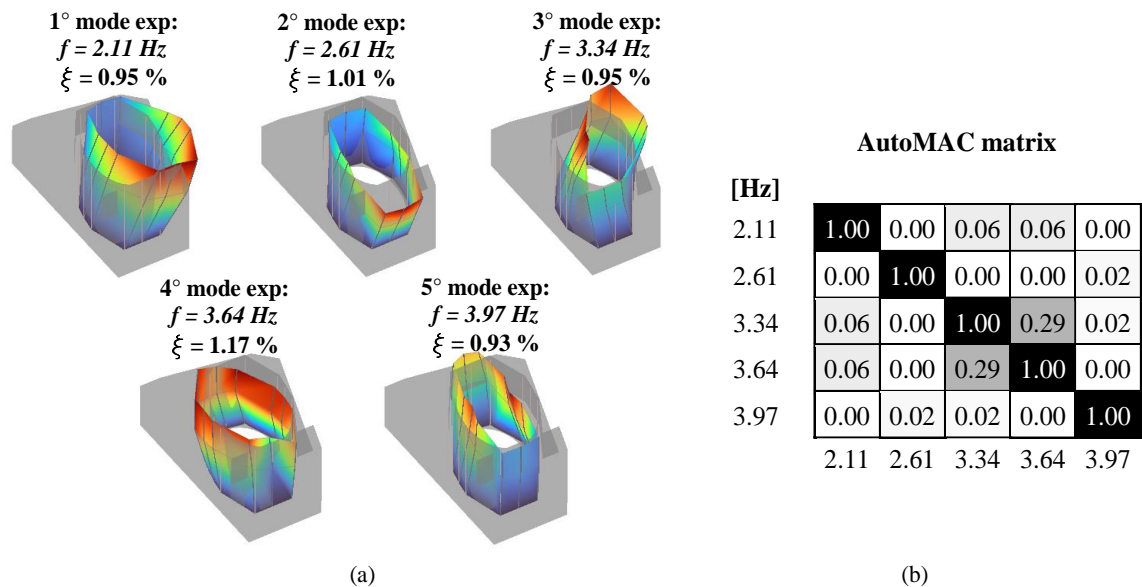 1° mode exp:
f = 2.11 Hz
ξ = 0.95 %
2° mode exp:
f = 2.61 Hz
ξ = 1.01 %
3° mode exp:
f = 3.34 Hz
ξ = 0.95 %
4° mode exp:
f = 3.64 Hz
ξ = 1.17 %
5° mode exp:
f = 3.97 Hz
ξ = 0.93 %
(a)
AutoMAC matrix
[Hz]
2.11 1.00 0.00 0.06 0.06 0.00
2.61 0.00 1.00 0.00 0.00 0.02
3.34 0.06 0.00 1.00 0.29 0.02
3.64 0.06 0.00 0.29 1.00 0.00
3.97 0.00 0.02 0.02 0.00 1.00
2.11 2.61 3.34 3.64 3.97
(b)